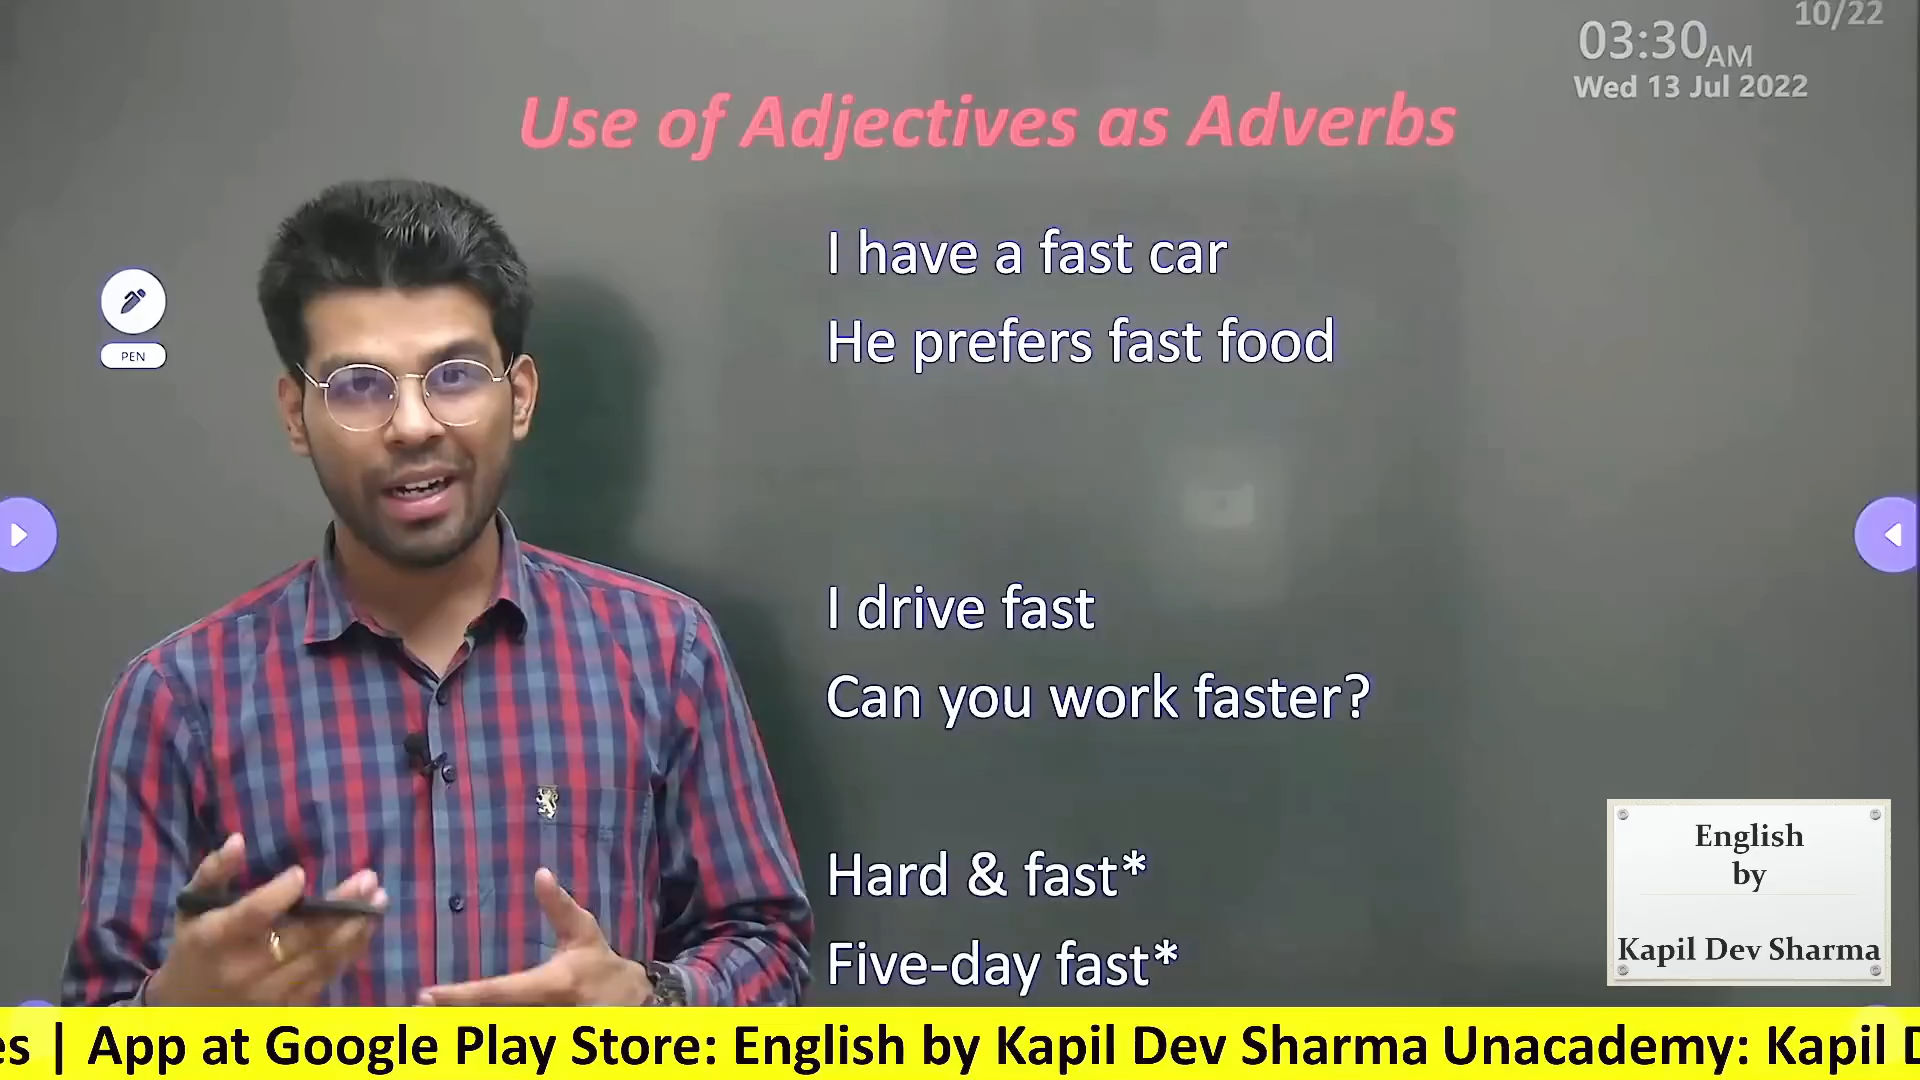 10/22
03:30 AM
Wed 13 Jul 2022
Use of Adjectives as Adverbs
I have a fast car
He prefers fast food
PEN
I drive fast
Can you work faster?
Hard & fast*
Five-day fast*
English
by
Kapil Dev Sharma
es | App at Google Play Store: English by Kapil Dev Sharma Unacademy: Kapil D